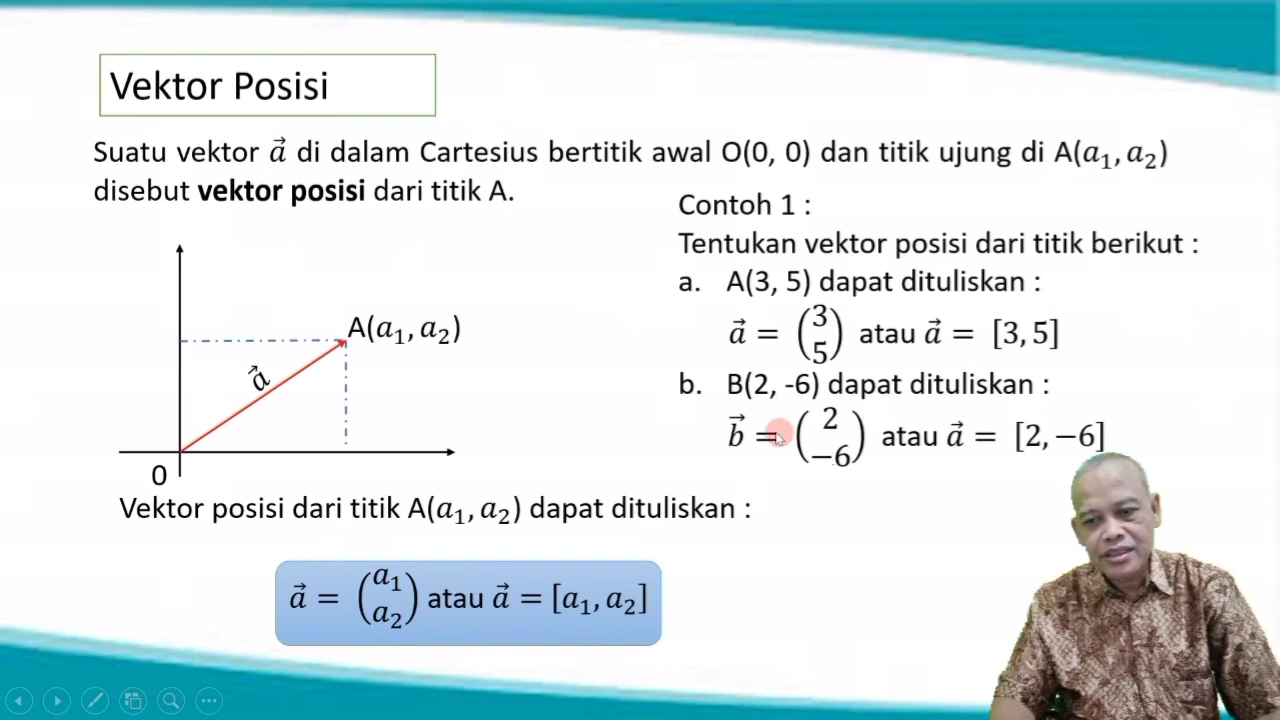 Vektor Posisi
Suatu vektor a⃗ di dalam Cartesius bertitik awal O(0, 0) dan titik ujung di A(a₁, a₂)
disebut vektor posisi dari titik A.
A(a₁, a₂)
a⃗
0
Vektor posisi dari titik A(a₁, a₂) dapat dituliskan :
a⃗ = (a₁ a₂) atau a⃗ = [a₁, a₂]
Contoh 1 :
Tentukan vektor posisi dari titik berikut :
a. A(3, 5) dapat dituliskan :
a⃗ = (3 5) atau a⃗ = [3, 5]
b. B(2, -6) dapat dituliskan :
b⃗ = (2 −6) atau a⃗ = [2, −6]